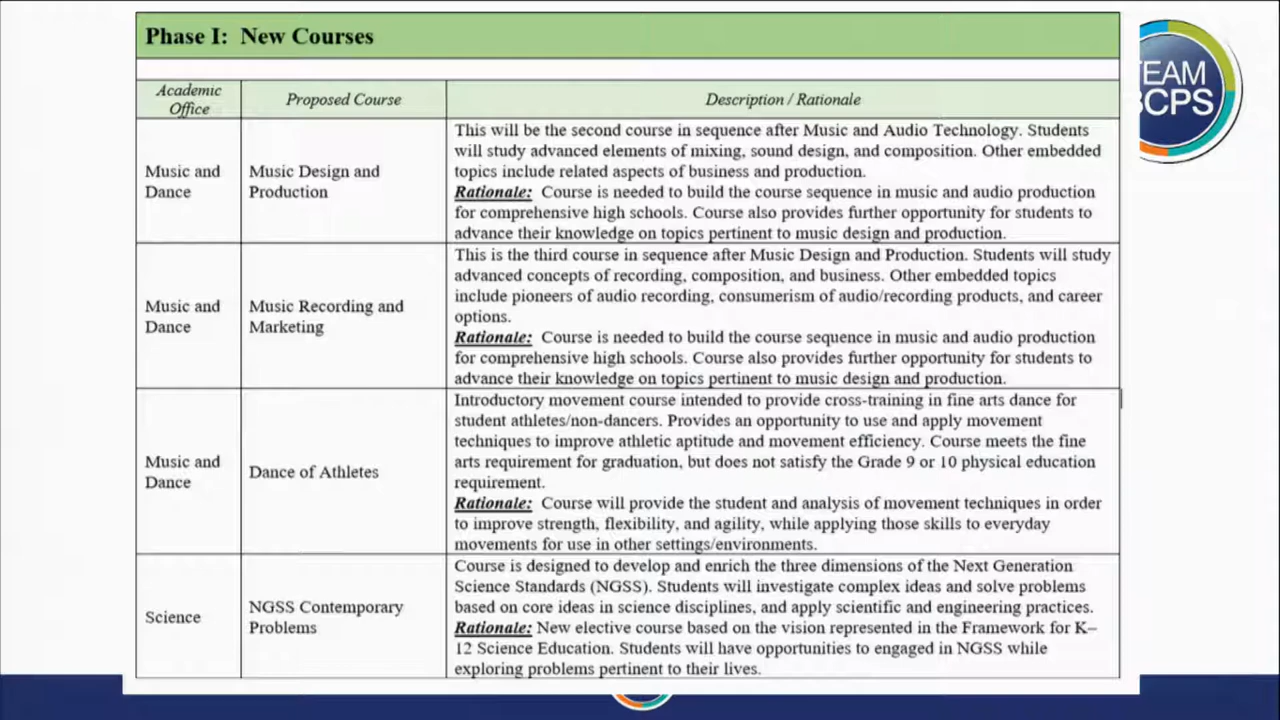 Phase I: New Courses
Academic
Office
Proposed Course
Description / Rationale
Music and
Dance
Music Design and
Production
This will be the second course in sequence after Music and Audio Technology. Students
will study advanced elements of mixing, sound design, and composition. Other embedded
topics include related aspects of business and production.
Rationale: Course is needed to build the course sequence in music and audio production
for comprehensive high schools. Course also provides further opportunity for students to
advance their knowledge on topics pertinent to music design and production.
Music and
Dance
Music Recording and
Marketing
This is the third course in sequence after Music Design and Production. Students will study
advanced concepts of recording, composition, and business. Other embedded topics
include pioneers of audio recording, consumerism of audio/recording products, and career
options.
Rationale: Course is needed to build the course sequence in music and audio production
for comprehensive high schools. Course also provides further opportunity for students to
advance their knowledge on topics pertinent to music design and production.
Music and
Dance
Dance of Athletes
Introductory movement course intended to provide cross-training in fine arts dance for
student athletes/non-dancers. Provides an opportunity to use and apply movement
techniques to improve athletic aptitude and movement efficiency. Course meets the fine
arts requirement for graduation, but does not satisfy the Grade 9 or 10 physical education
requirement.
Rationale: Course will provide the student and analysis of movement techniques in order
to improve strength, flexibility, and agility, while applying those skills to everyday
movements for use in other settings/environments.
Science
NGSS Contemporary
Problems
Course is designed to develop and enrich the three dimensions of the Next Generation
Science Standards (NGSS). Students will investigate complex ideas and solve problems
based on core ideas in science disciplines, and apply scientific and engineering practices.
Rationale: New elective course based on the vision represented in the Framework for K–
12 Science Education. Students will have opportunities to engaged in NGSS while
exploring problems pertinent to their lives.
TEAM
BCPS